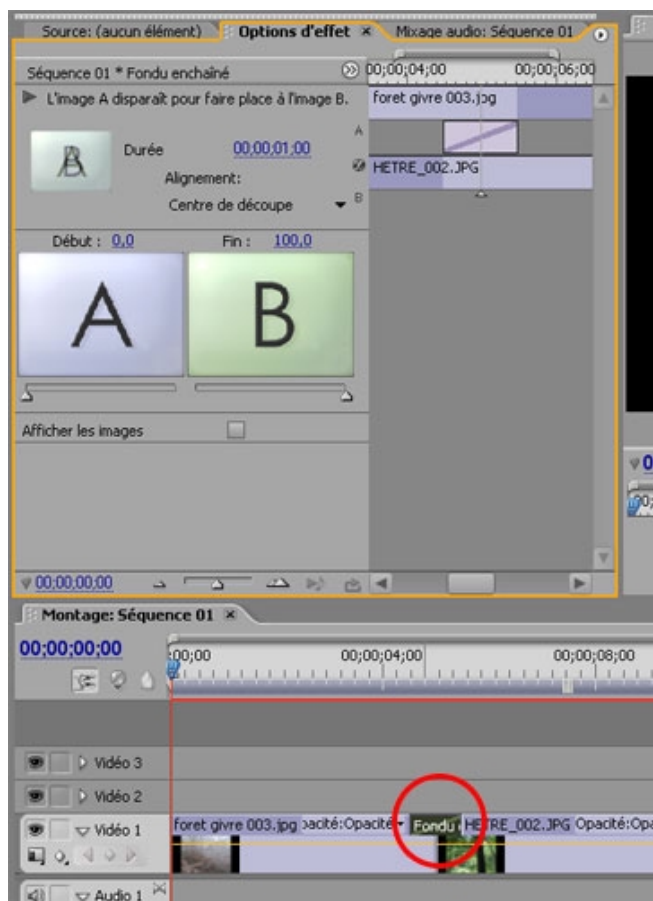 Source: (aucun élément) Options d'effet × Mixage audio: Séquence 01
Séquence 01 * Fondu enchaîné
00;00;04;00 00;00;06;00
L'image A disparaît pour faire place à l'image B.
foret givre 003.jpg
A
Durée 00;00;01;00
HETRE_002.JPG
Alignement:
B
Centre de découpe
Début : 0,0 Fin : 100,0
A B
Afficher les images
00;00;00;00
Montage: Séquence 01 ×
00;00;00;00
;00;00 00;00;04;00 00;00;08;00
Vidéo 3
Vidéo 2
Vidéo 1
foret givre 003.jpg pacité:Opacité Fondu HETRE_002.JPG Opacité:Opa
Audio 1